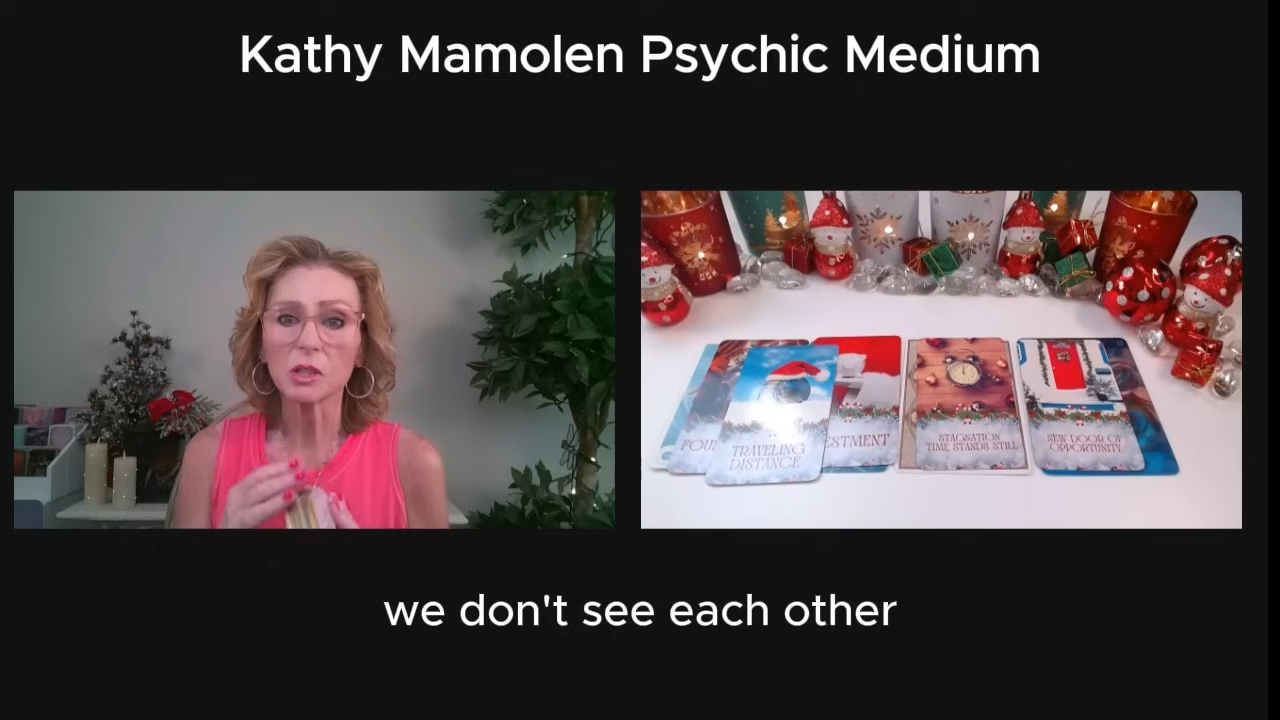 Kathy Mamolen Psychic Medium
TRAVELING
DISTANCE
STAGNATION
TIME STANDS STILL
NEW DOOR OF
OPPORTUNITY
we don't see each other